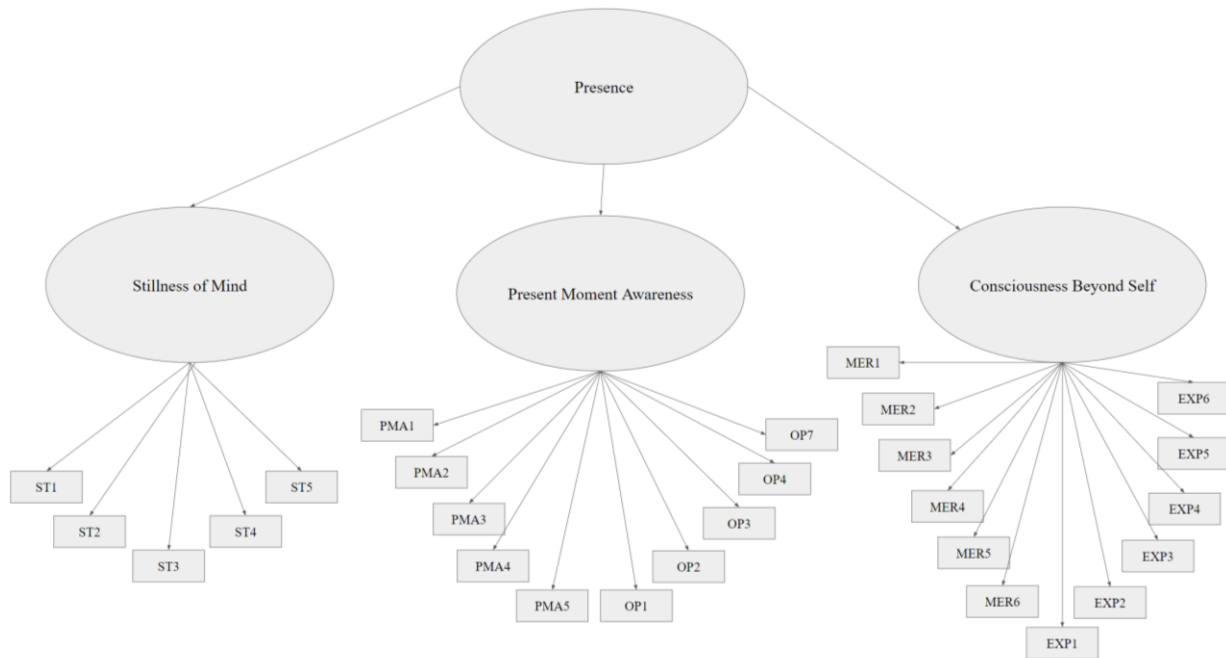 Presence
Stillness of Mind
Present Moment Awareness
Consciousness Beyond Self
ST1
ST2
ST3
ST4
ST5
PMA1
PMA2
PMA3
PMA4
PMA5
OP1
OP2
OP3
OP4
OP7
MER1
MER2
MER3
MER4
MER5
MER6
EXP1
EXP2
EXP3
EXP4
EXP5
EXP6